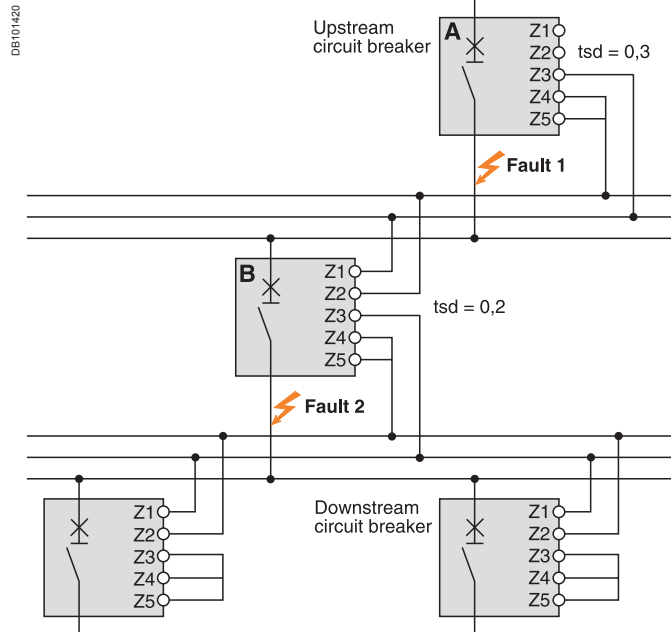 DB101420
Upstream
circuit breaker
A
Z1
Z2
Z3
Z4
Z5
tsd = 0,3
Fault 1
B
Z1
Z2
Z3
Z4
Z5
tsd = 0,2
Fault 2
Z1
Z2
Z3
Z4
Z5
Downstream
circuit breaker
Z1
Z2
Z3
Z4
Z5